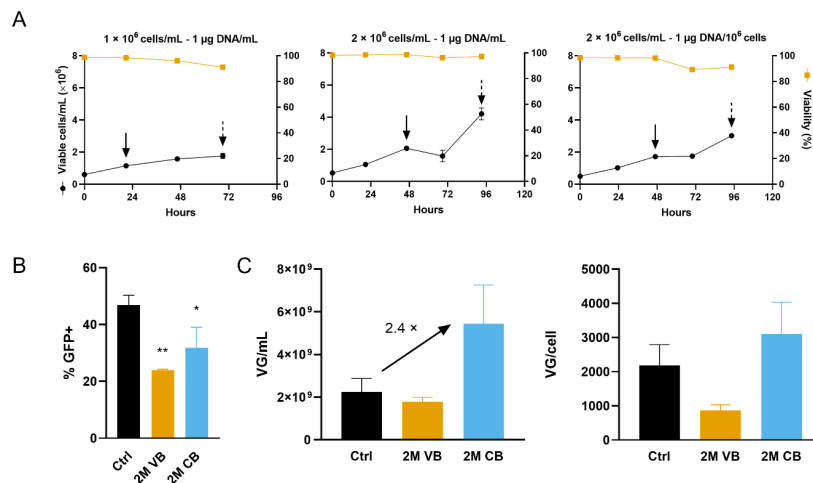 A
1 × 10⁶ cells/mL - 1 µg DNA/mL
Viable cells/mL (×10⁶)
8
6
4
2
0
100
80
60
40
20
0
0 24 48 72 96
Hours
2 × 10⁶ cells/mL - 1 µg DNA/mL
8
6
4
2
0
100
80
60
40
20
0
0 24 48 72 96 120
Hours
2 × 10⁶ cells/mL - 1 µg DNA/10⁶ cells
8
6
4
2
0
100
80
60
40
20
0
0 24 48 72 96 120
Hours
Viability (%)
B
% GFP+
60
40
20
0
**
*
Ctrl
2M VB
2M CB
C
VG/mL
8×10⁹
6×10⁹
4×10⁹
2×10⁹
0
2.4 ×
Ctrl 2M VB 2M CB
VG/cell
5000
4000
3000
2000
1000
0
Ctrl 2M VB 2M CB